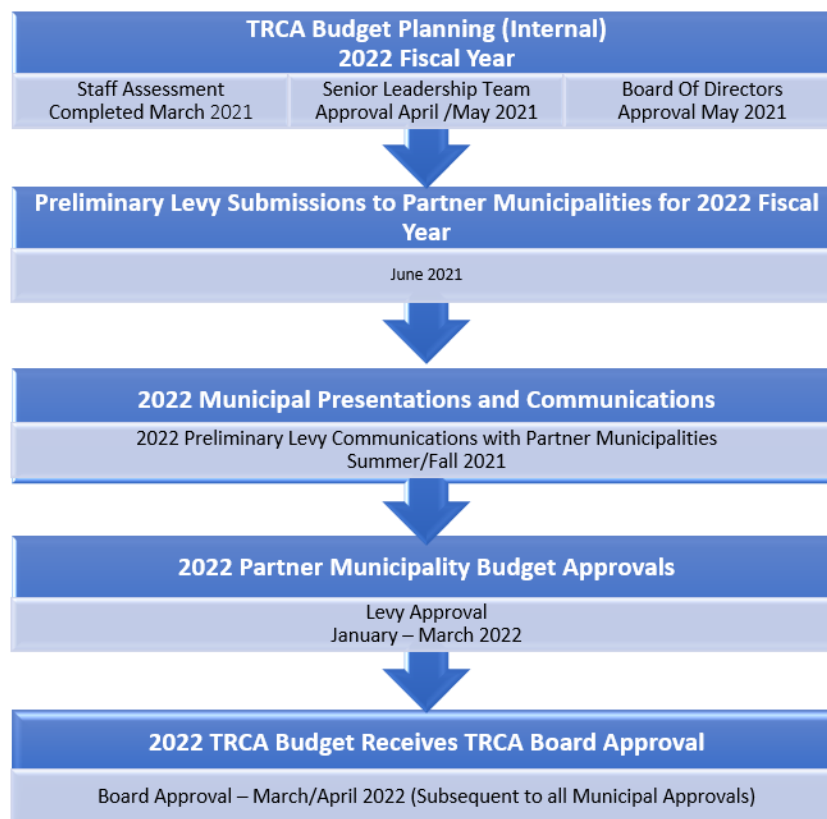 TRCA Budget Planning (Internal)
2022 Fiscal Year
Staff Assessment
Completed March 2021
Senior Leadership Team
Approval April /May 2021
Board Of Directors
Approval May 2021
Preliminary Levy Submissions to Partner Municipalities for 2022 Fiscal
Year
June 2021
2022 Municipal Presentations and Communications
2022 Preliminary Levy Communications with Partner Municipalities
Summer/Fall 2021
2022 Partner Municipality Budget Approvals
Levy Approval
January – March 2022
2022 TRCA Budget Receives TRCA Board Approval
Board Approval – March/April 2022 (Subsequent to all Municipal Approvals)